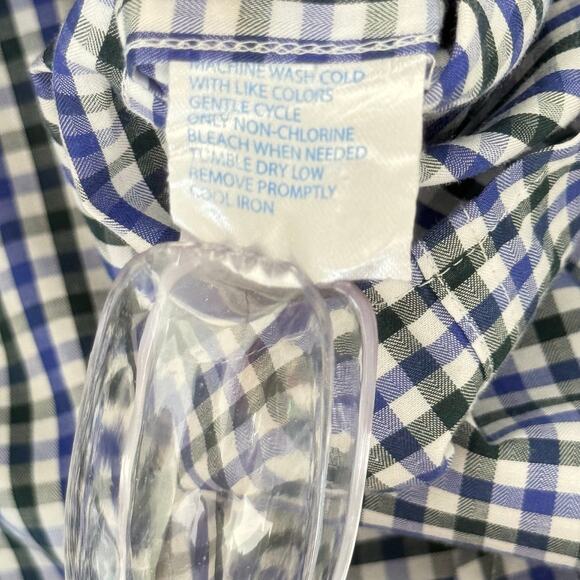 MACHINE WASH COLD
WITH LIKE COLORS
GENTLE CYCLE
ONLY NON-CHLORINE
BLEACH WHEN NEEDED
TUMBLE DRY LOW
REMOVE PROMPTLY
COOL IRON